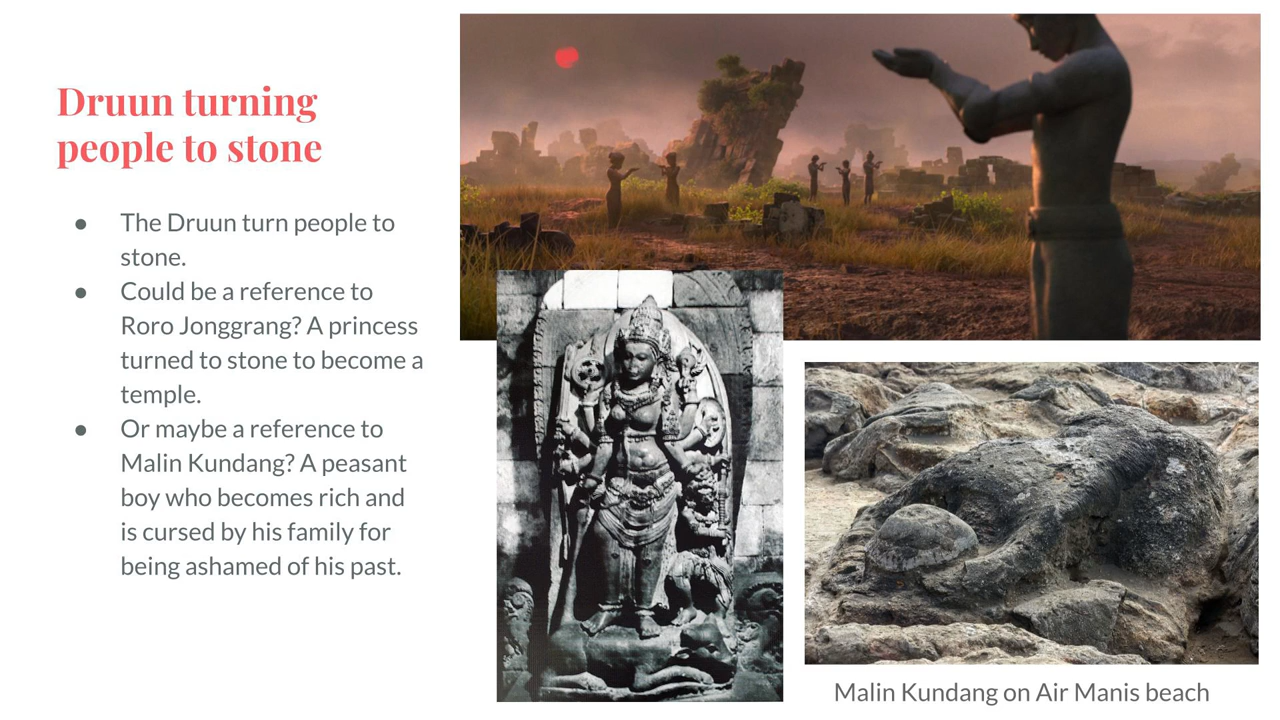 Druun turning
people to stone
● The Druun turn people to
stone.
● Could be a reference to
Roro Jonggrang? A princess
turned to stone to become a
temple.
● Or maybe a reference to
Malin Kundang? A peasant
boy who becomes rich and
is cursed by his family for
being ashamed of his past.
Malin Kundang on Air Manis beach